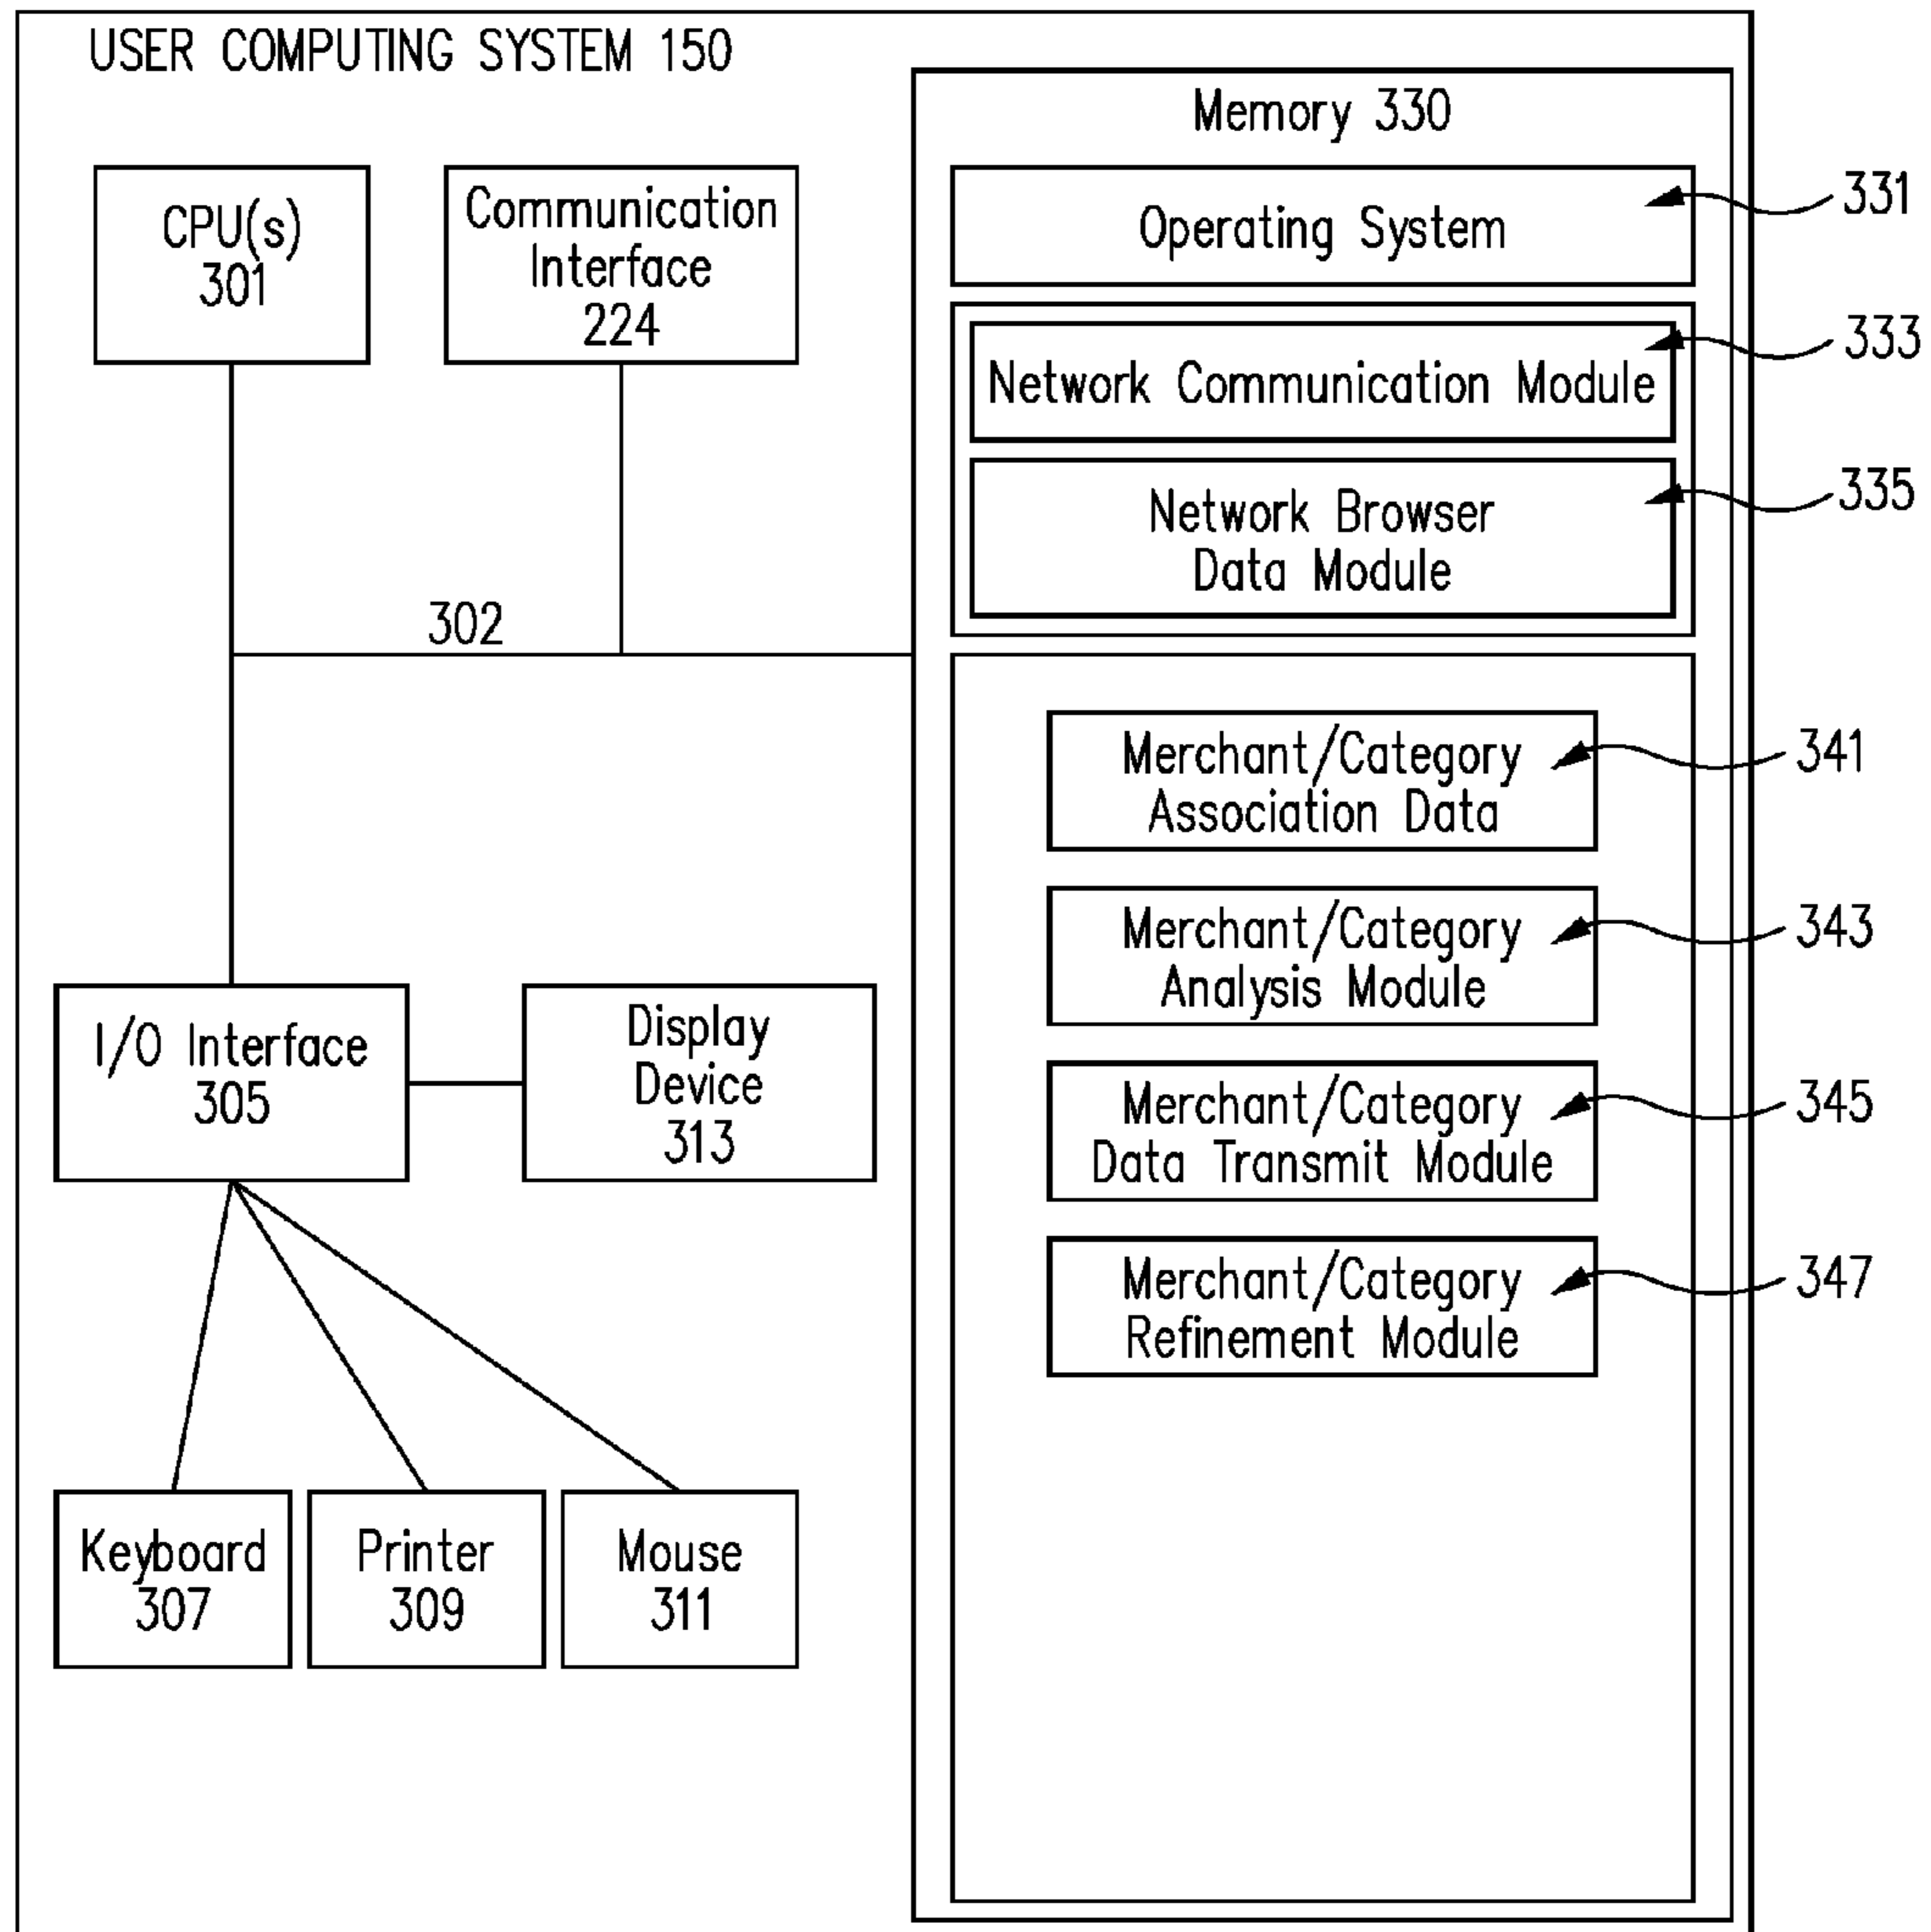 USER COMPUTING SYSTEM 150
CPU(s)
301
Communication
Interface
224
302
I/O Interface
305
Display
Device
313
Keyboard
307
Printer
309
Mouse
311
Memory 330
Operating System
331
Network Communication Module
333
Network Browser
Data Module
335
Merchant/Category
Association Data
341
Merchant/Category
Analysis Module
343
Merchant/Category
Data Transmit Module
345
Merchant/Category
Refinement Module
347